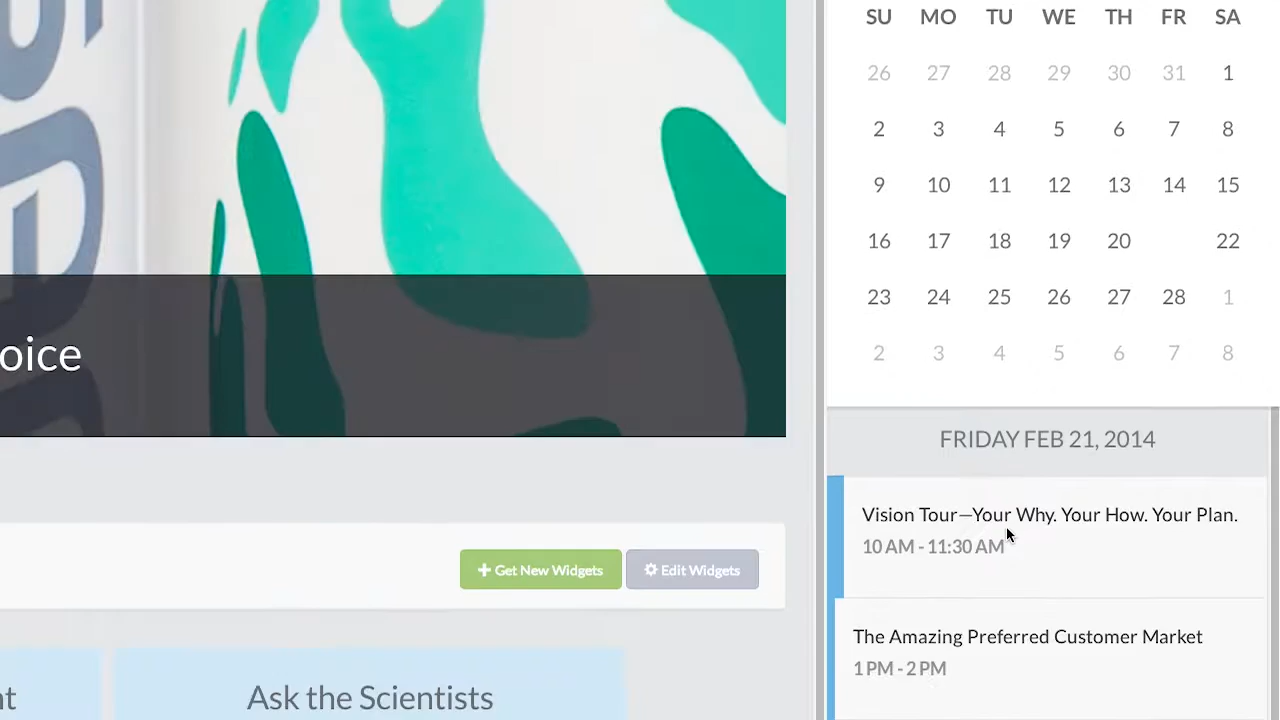 SU MO TU WE TH FR SA
26 27 28 29 30 31 1
2 3 4 5 6 7 8
9 10 11 12 13 14 15
16 17 18 19 20 22
23 24 25 26 27 28 1
2 3 4 5 6 7 8
oice
FRIDAY FEB 21, 2014
Vision Tour—Your Why. Your How. Your Plan.
10 AM - 11:30 AM
Get New Widgets
Edit Widgets
The Amazing Preferred Customer Market
1 PM - 2 PM
nt
Ask the Scientists